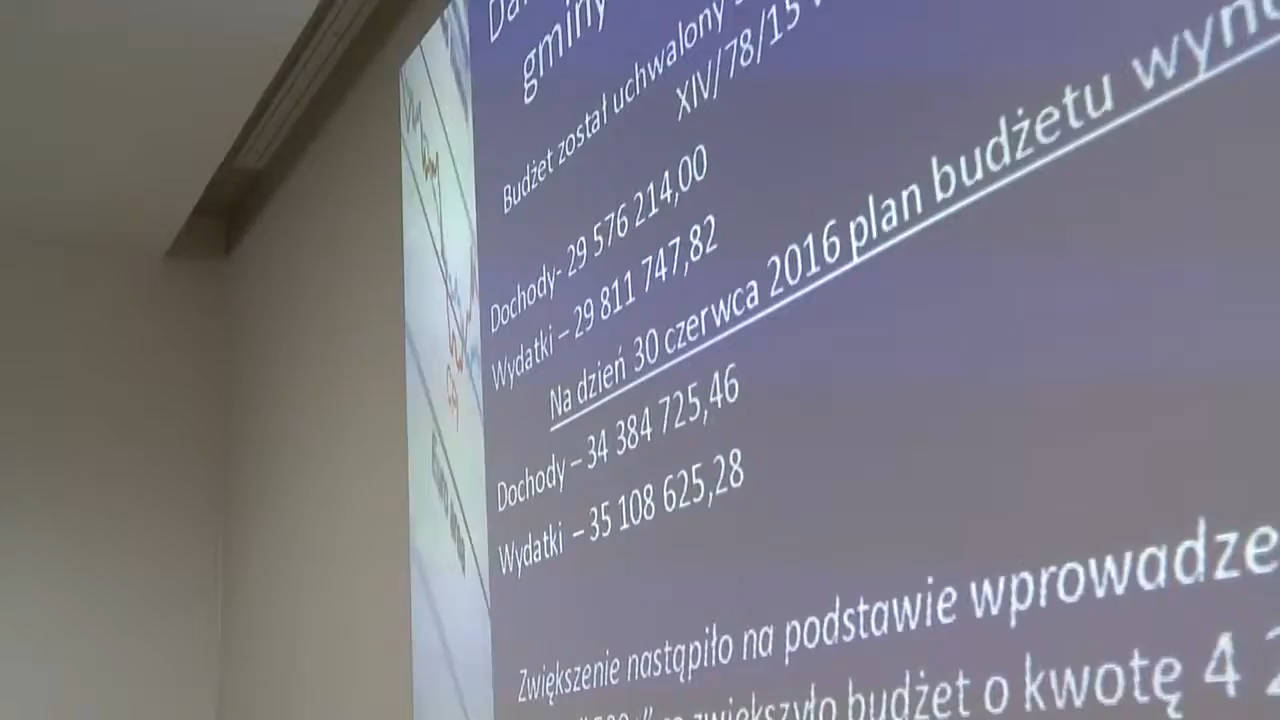 gminy
Budżet został uchwalony
XIV/78/15
Dochody- 29 576 214,00
Wydatki – 29 811 747,82
Na dzień 30 czerwca 2016 plan budżetu
Dochody – 34 384 725,46
Wydatki – 35 108 625,28
Zwiększenie nastąpiło na podstawie
zwiększyło budżet o kwotę 4